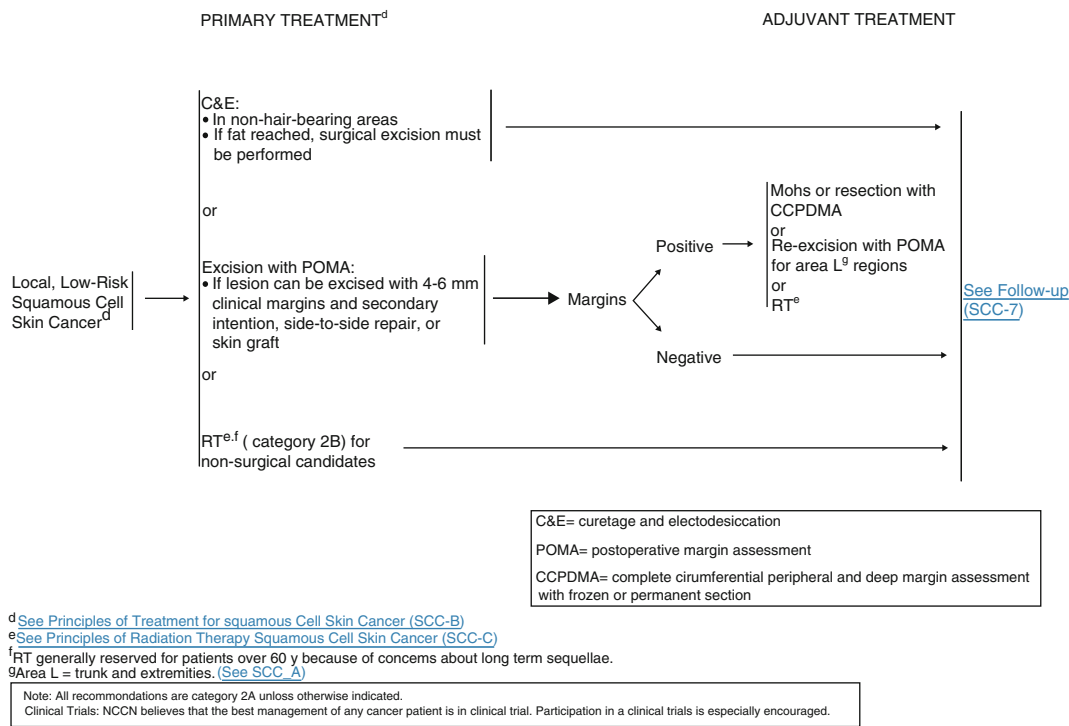 PRIMARY TREATMENTd
ADJUVANT TREATMENT
Local, Low-Risk
Squamous Cell
Skin Cancerd
C&E:
• In non-hair-bearing areas
• If fat reached, surgical excision must
be performed
or
Excision with POMA:
• If lesion can be excised with 4-6 mm
clinical margins and secondary
intention, side-to-side repair, or
skin graft
or
RTe.f ( category 2B) for
non-surgical candidates
Margins
Positive
Negative
Mohs or resection with
CCPDMA
or
Re-excision with POMA
for area Lg regions
or
RTe
See Follow-up
(SCC-7)
C&E= curetage and electodesiccation
POMA= postoperative margin assessment
CCPDMA= complete cirumferential peripheral and deep margin assessment
with frozen or permanent section
d See Principles of Treatment for squamous Cell Skin Cancer (SCC-B)
e See Principles of Radiation Therapy Squamous Cell Skin Cancer (SCC-C)
f RT generally reserved for patients over 60 y because of concems about long term sequellae.
g Area L = trunk and extremities. (See SCC_A)
Note: All recommondations are category 2A unless otherwise indicated.
Clinical Trials: NCCN believes that the best management of any cancer patient is in clinical trial. Participation in a clinical trials is especially encouraged.